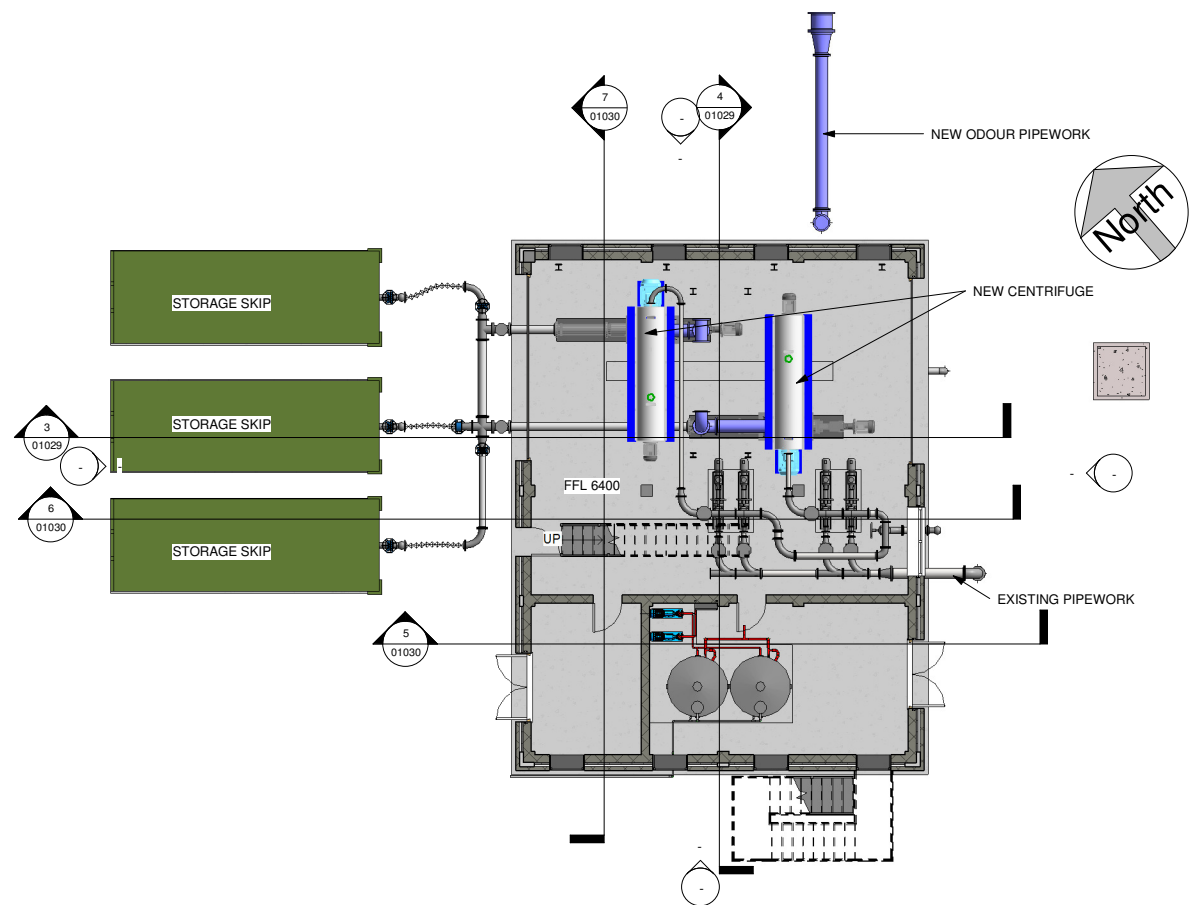 7
01030
-
-
4
01029
NEW ODOUR PIPEWORK
North
STORAGE SKIP
NEW CENTRIFUGE
STORAGE SKIP
3
01029
-
-
FFL 6400
-
-
6
01030
UP
STORAGE SKIP
EXISTING PIPEWORK
5
01030
-
-